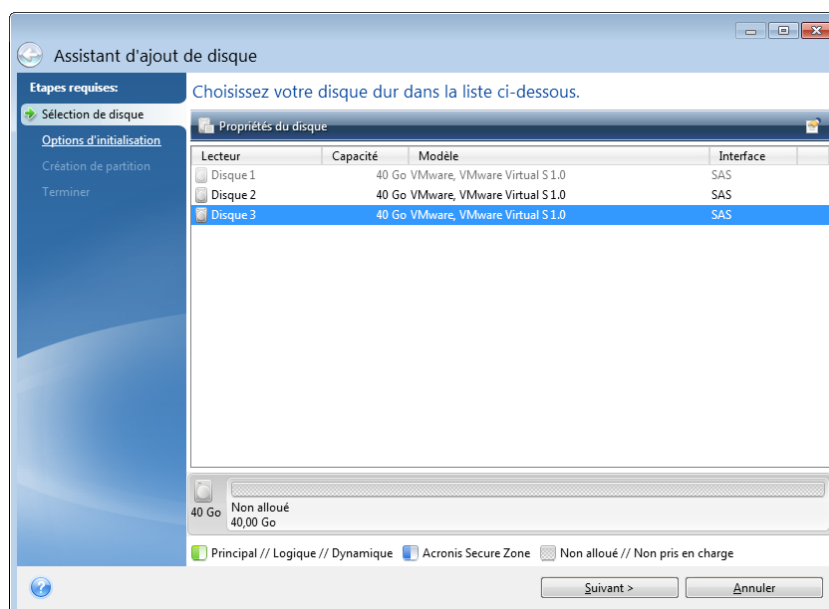 Assistant d'ajout de disque
Etapes requises:
Sélection de disque
Options d'initialisation
Création de partition
Terminer
Choisissez votre disque dur dans la liste ci-dessous.
Propriétés du disque
Lecteur Capacité Modèle Interface
Disque 1 40 Go VMware, VMware Virtual S 1.0 SAS
Disque 2 40 Go VMware, VMware Virtual S 1.0 SAS
Disque 3 40 Go VMware, VMware Virtual S 1.0 SAS
40 Go
Non alloué
40,00 Go
Principal // Logique // Dynamique Acronis Secure Zone Non alloué // Non pris en charge
Suivant > Annuler